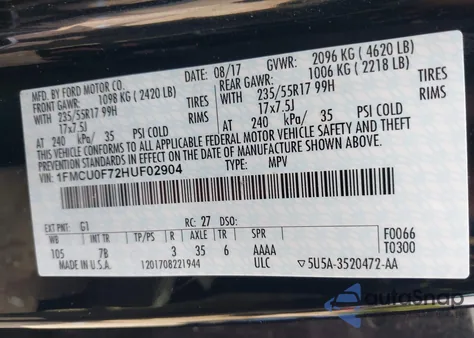 MFD. BY FORD MOTOR CO.
08/17 GVWR: 2096 KG ( 4620 LB)
FRONT GAWR: 1098 KG ( 2420 LB) REAR GAWR: 1006 KG ( 2218 LB)
WITH 235/55R17 99H TIRES WITH 235/55R17 99H TIRES
17x7.5J RIMS 17x7.5J RIMS
AT 240 kPa/ 35 PSI COLD AT 240 kPa/ 35 PSI COLD
THIS VEHICLE CONFORMS TO ALL APPLICABLE FEDERAL MOTOR VEHICLE SAFETY AND THEFT
PREVENTION STANDARDS IN EFFECT ON THE DATE OF MANUFACTURE SHOWN ABOVE.
VIN: 1FMCU0F72HUF02904 TYPE: MPV
EXT PNT: G1 RC: 27 DSO: F0066
WB INT TR TP/PS R AXLE TR SPR T0300
105 7B 3 35 6 AAAA
MADE IN U.S.A. 1201708221944 ULC ▽5U5A-3520472-AA
autoSnap